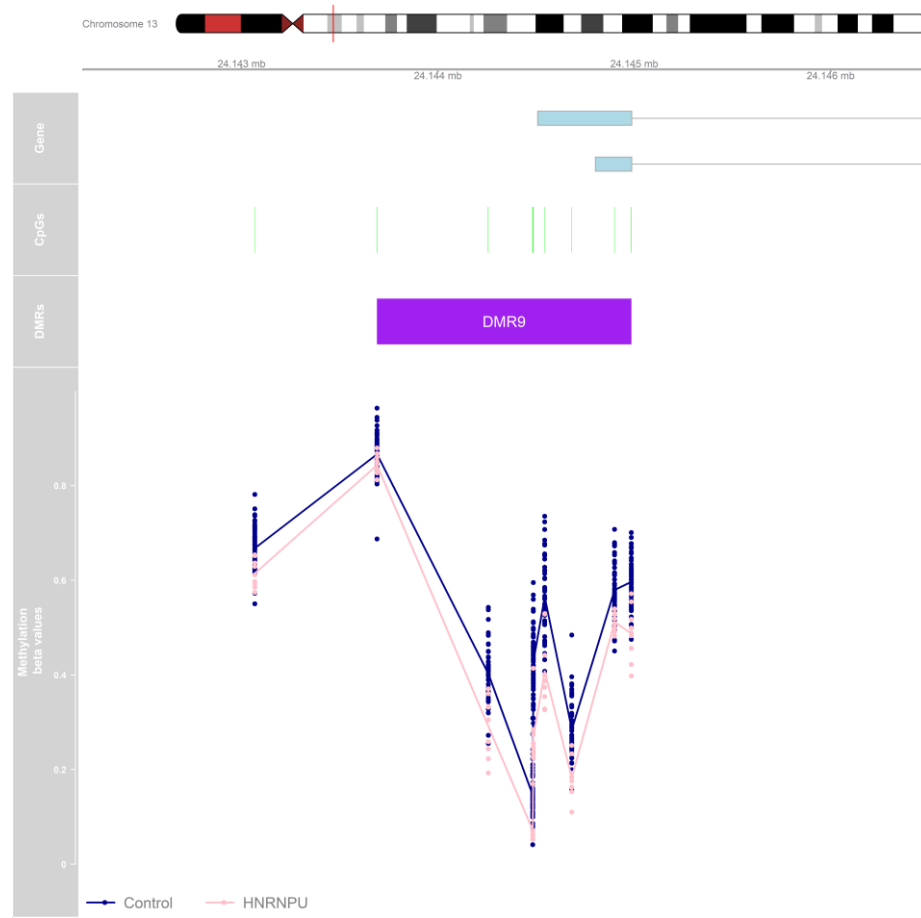 Chromosome 13
24.143 mb
24.144 mb
24.145 mb
24.146 mb
Gene
CpGs
DMRs
DMR9
Methylation
beta values
0.8
0.6
0.4
0.2
0
Control
HNRNPU